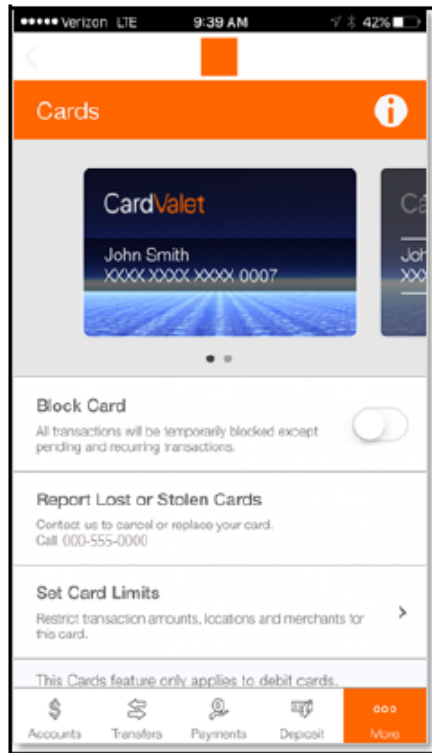 Verizon LTE 9:39 AM 42%
Cards
CardValet
John Smith
XXXX XXXX XXXX 0007
Cá
Joh
XXX
Block Card
All transactions will be temporarily blocked except
pending and recurring transactions.
Report Lost or Stolen Cards
Contact us to cancel or replace your card.
Call 000-555-0000
Set Card Limits
Restrict transaction amounts, locations and merchants for
this card.
This Cards feature only applies to debit cards.
Accounts Transfers Payments Deposit More